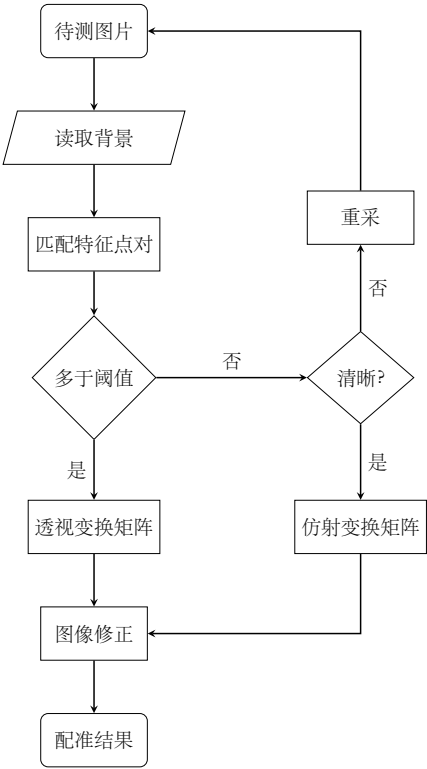 待测图片
读取背景
重采
匹配特征点对
否
否
多于阈值
清晰?
是
是
透视变换矩阵
仿射变换矩阵
图像修正
配准结果